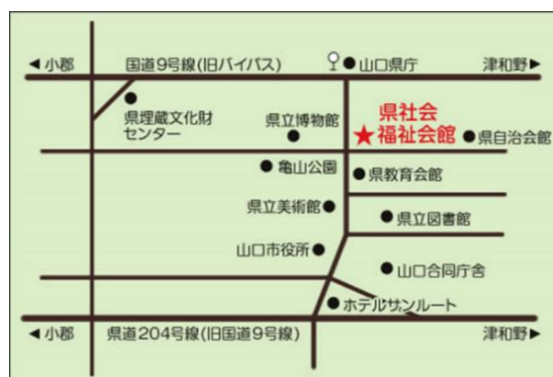 ◀小郡
国道9号線(旧バイパス)
山口県庁
津和野▶
県埋蔵文化財
センター
県立博物館
県社会
★福祉会館
県自治会館
亀山公園
県教育会館
県立美術館
県立図書館
山口市役所
山口合同庁舎
ホテルサンルート
◀小郡
県道204号線(旧国道9号線)
津和野▶